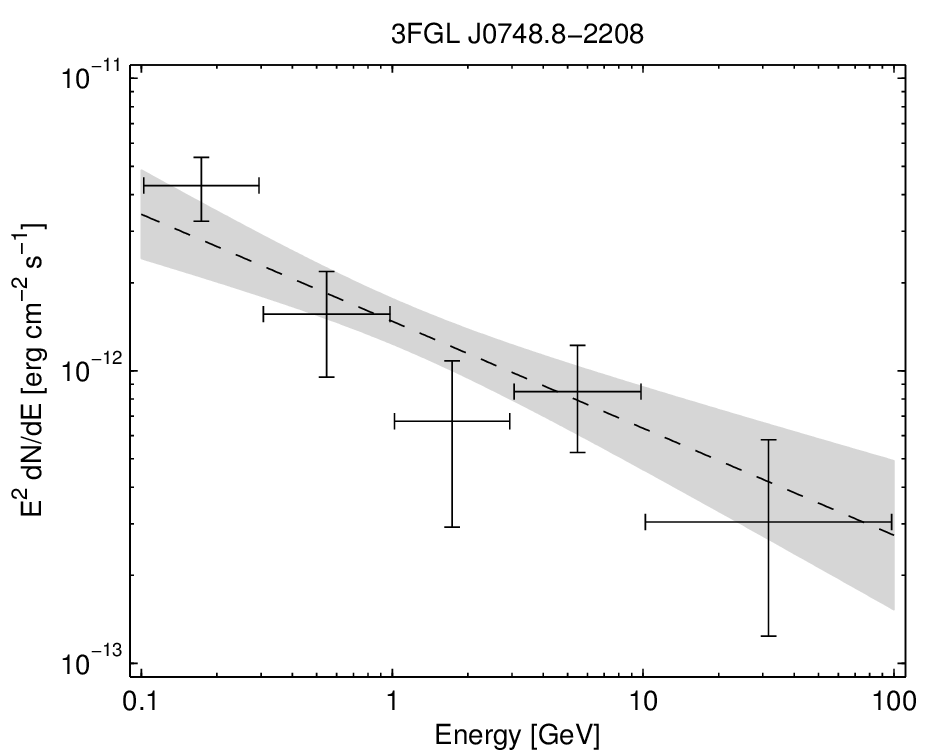 3FGL J0748.8−2208
10⁻¹¹
10⁻¹²
10⁻¹³
E² dN/dE [erg cm⁻² s⁻¹]
0.1 1 10 100
Energy [GeV]